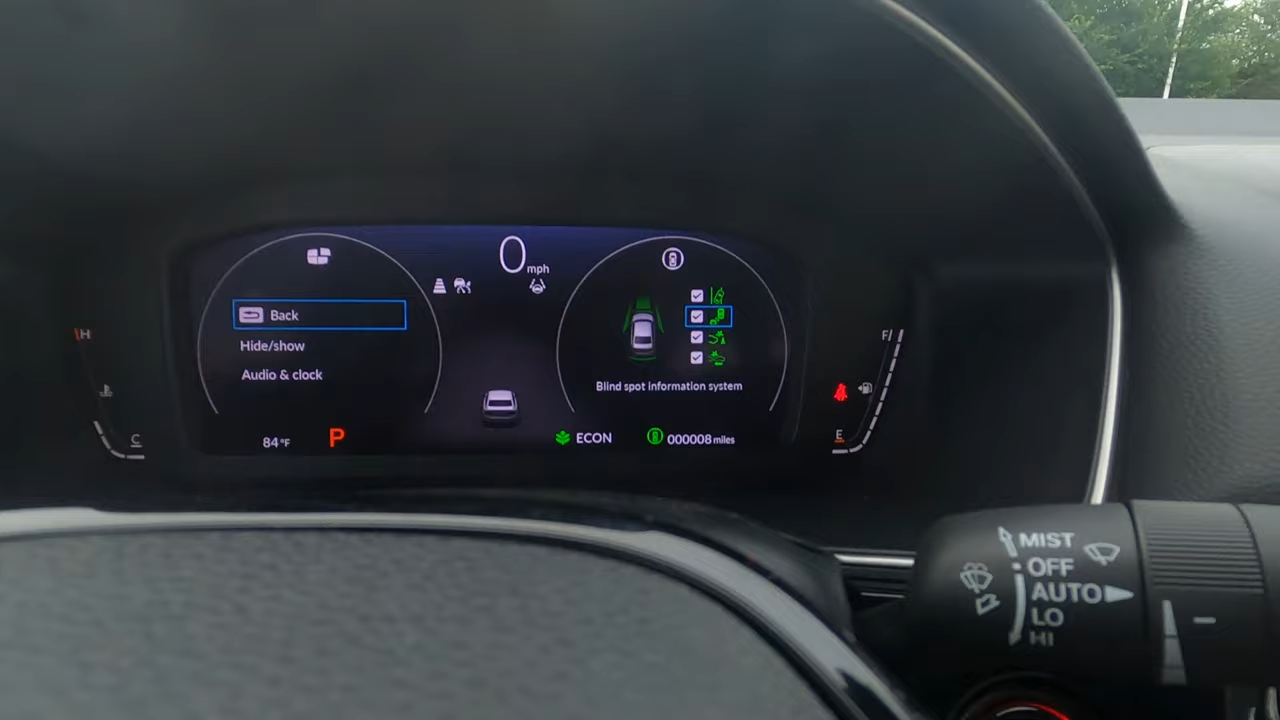 0 mph
Back
Hide/show
Audio & clock
Blind spot information system
H
C
F
E
84°F
P
ECON
000008 miles
MIST
OFF
AUTO
LO
HI